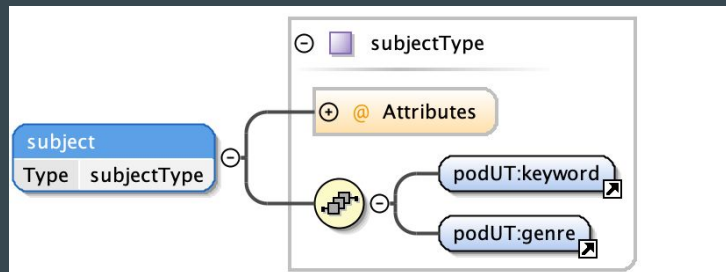 subjectType
@ Attributes
subject
Type subjectType
podUT:keyword
podUT:genre